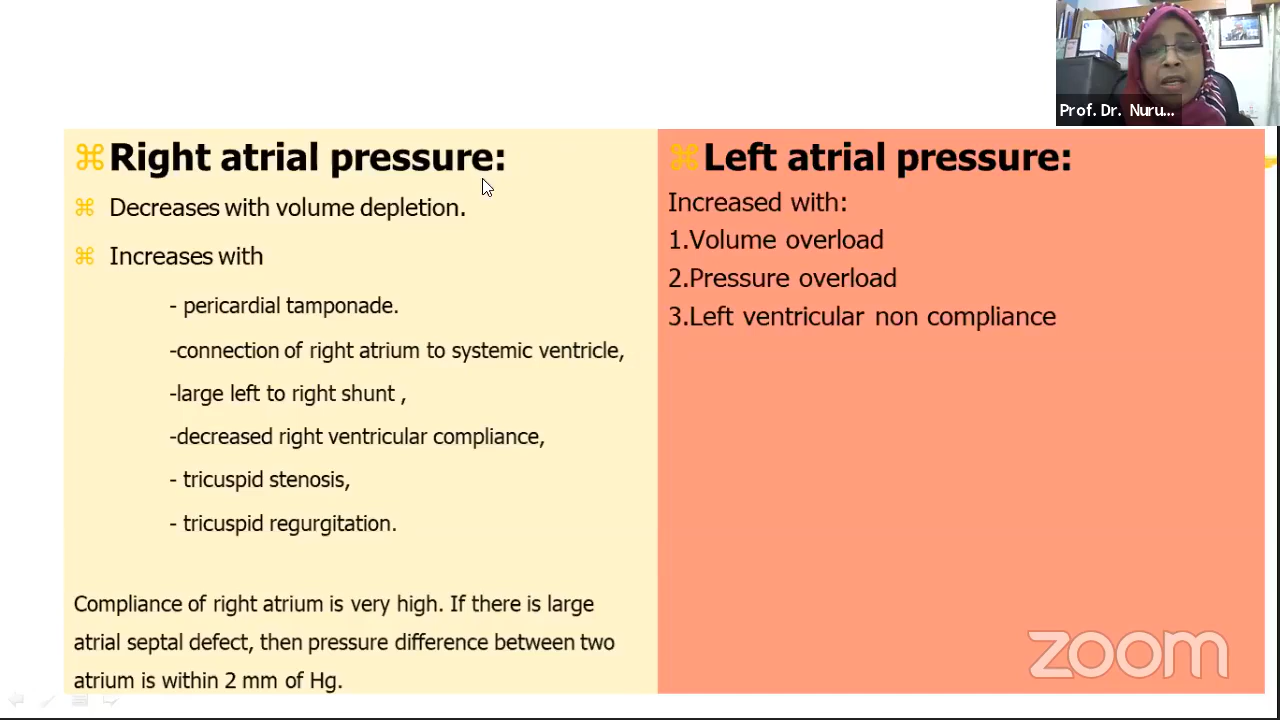 Prof. Dr. Nuru...
Right atrial pressure:
Decreases with volume depletion.
Increases with
- pericardial tamponade.
-connection of right atrium to systemic ventricle,
-large left to right shunt ,
-decreased right ventricular compliance,
- tricuspid stenosis,
- tricuspid regurgitation.
Compliance of right atrium is very high. If there is large
atrial septal defect, then pressure difference between two
atrium is within 2 mm of Hg.
Left atrial pressure:
Increased with:
1.Volume overload
2.Pressure overload
3.Left ventricular non compliance
zoom